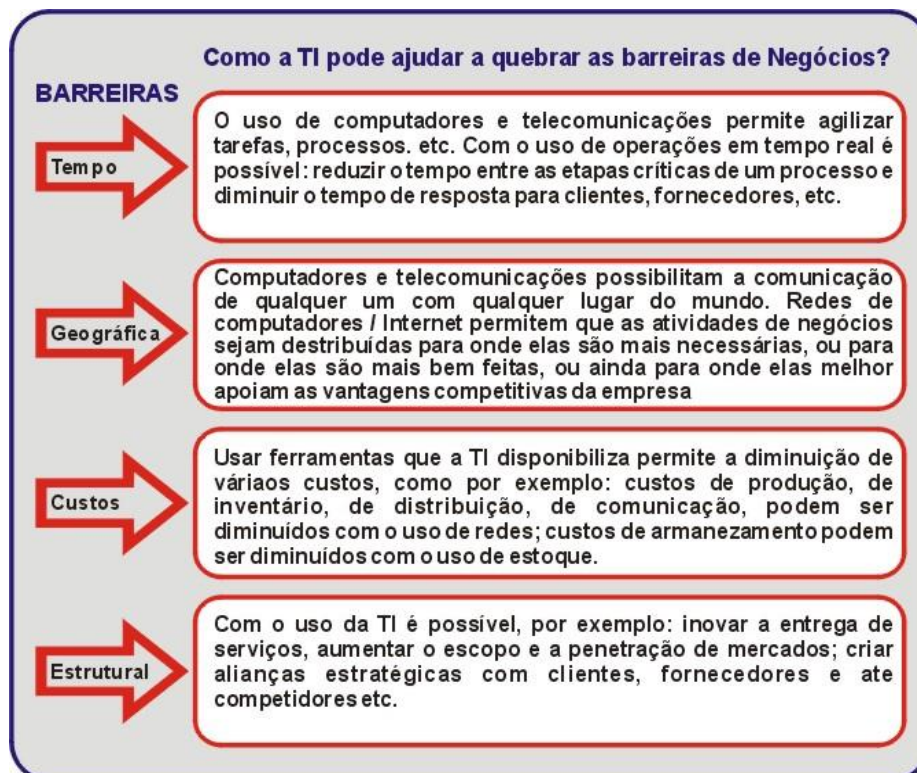 Como a TI pode ajudar a quebrar as barreiras de Negócios?
BARREIRAS
Tempo
O uso de computadores e telecomunicações permite agilizar
tarefas, processos. etc. Com o uso de operações em tempo real é
possível: reduzir o tempo entre as etapas críticas de um processo e
diminuir o tempo de resposta para clientes, fornecedores, etc.
Geográfica
Computadores e telecomunicações possibilitam a comunicação
de qualquer um com qualquer lugar do mundo. Redes de
computadores / Internet permitem que as atividades de negócios
sejam destribuídas para onde elas são mais necessárias, ou para
onde elas são mais bem feitas, ou ainda para onde elas melhor
apoiam as vantagens competitivas da empresa
Custos
Usar ferramentas que a TI disponibiliza permite a diminuição de
váriaos custos, como por exemplo: custos de produção, de
inventário, de distribuição, de comunicação, podem ser
diminuídos com o uso de redes; custos de armanezamento podem
ser diminuídos com o uso de estoque.
Estrutural
Com o uso da TI é possível, por exemplo: inovar a entrega de
serviços, aumentar o escopo e a penetração de mercados; criar
alianças estratégicas com clientes, fornecedores e ate
competidores etc.